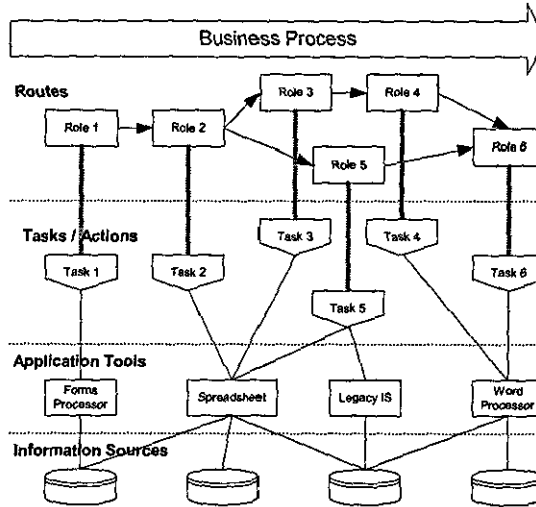 Business Process
Routes
Role 3
Role 4
Role 1
Role 2
Role 6
Role 5
Tasks / Actions
Task 3
Task 4
Task 1
Task 2
Task 6
Task 5
Application Tools
Forms
Processor
Spreadsheet
Legacy IS
Word
Processor
Information Sources